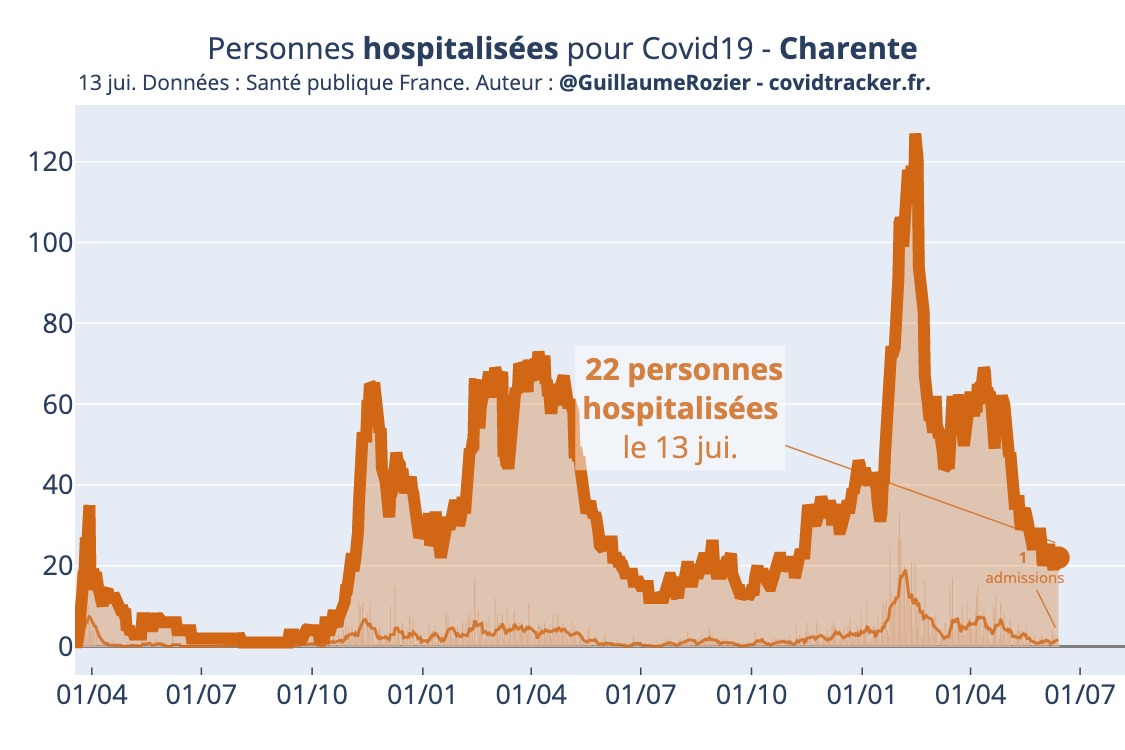 Personnes hospitalisées pour Covid19 - Charente
13 jui. Données : Santé publique France. Auteur : @GuillaumeRozier - covidtracker.fr.
120
100
80
60
40
20
0
22 personnes
hospitalisées
le 13 jui.
1
admissions
01/04 01/07 01/10 01/01 01/04 01/07 01/10 01/01 01/04 01/07